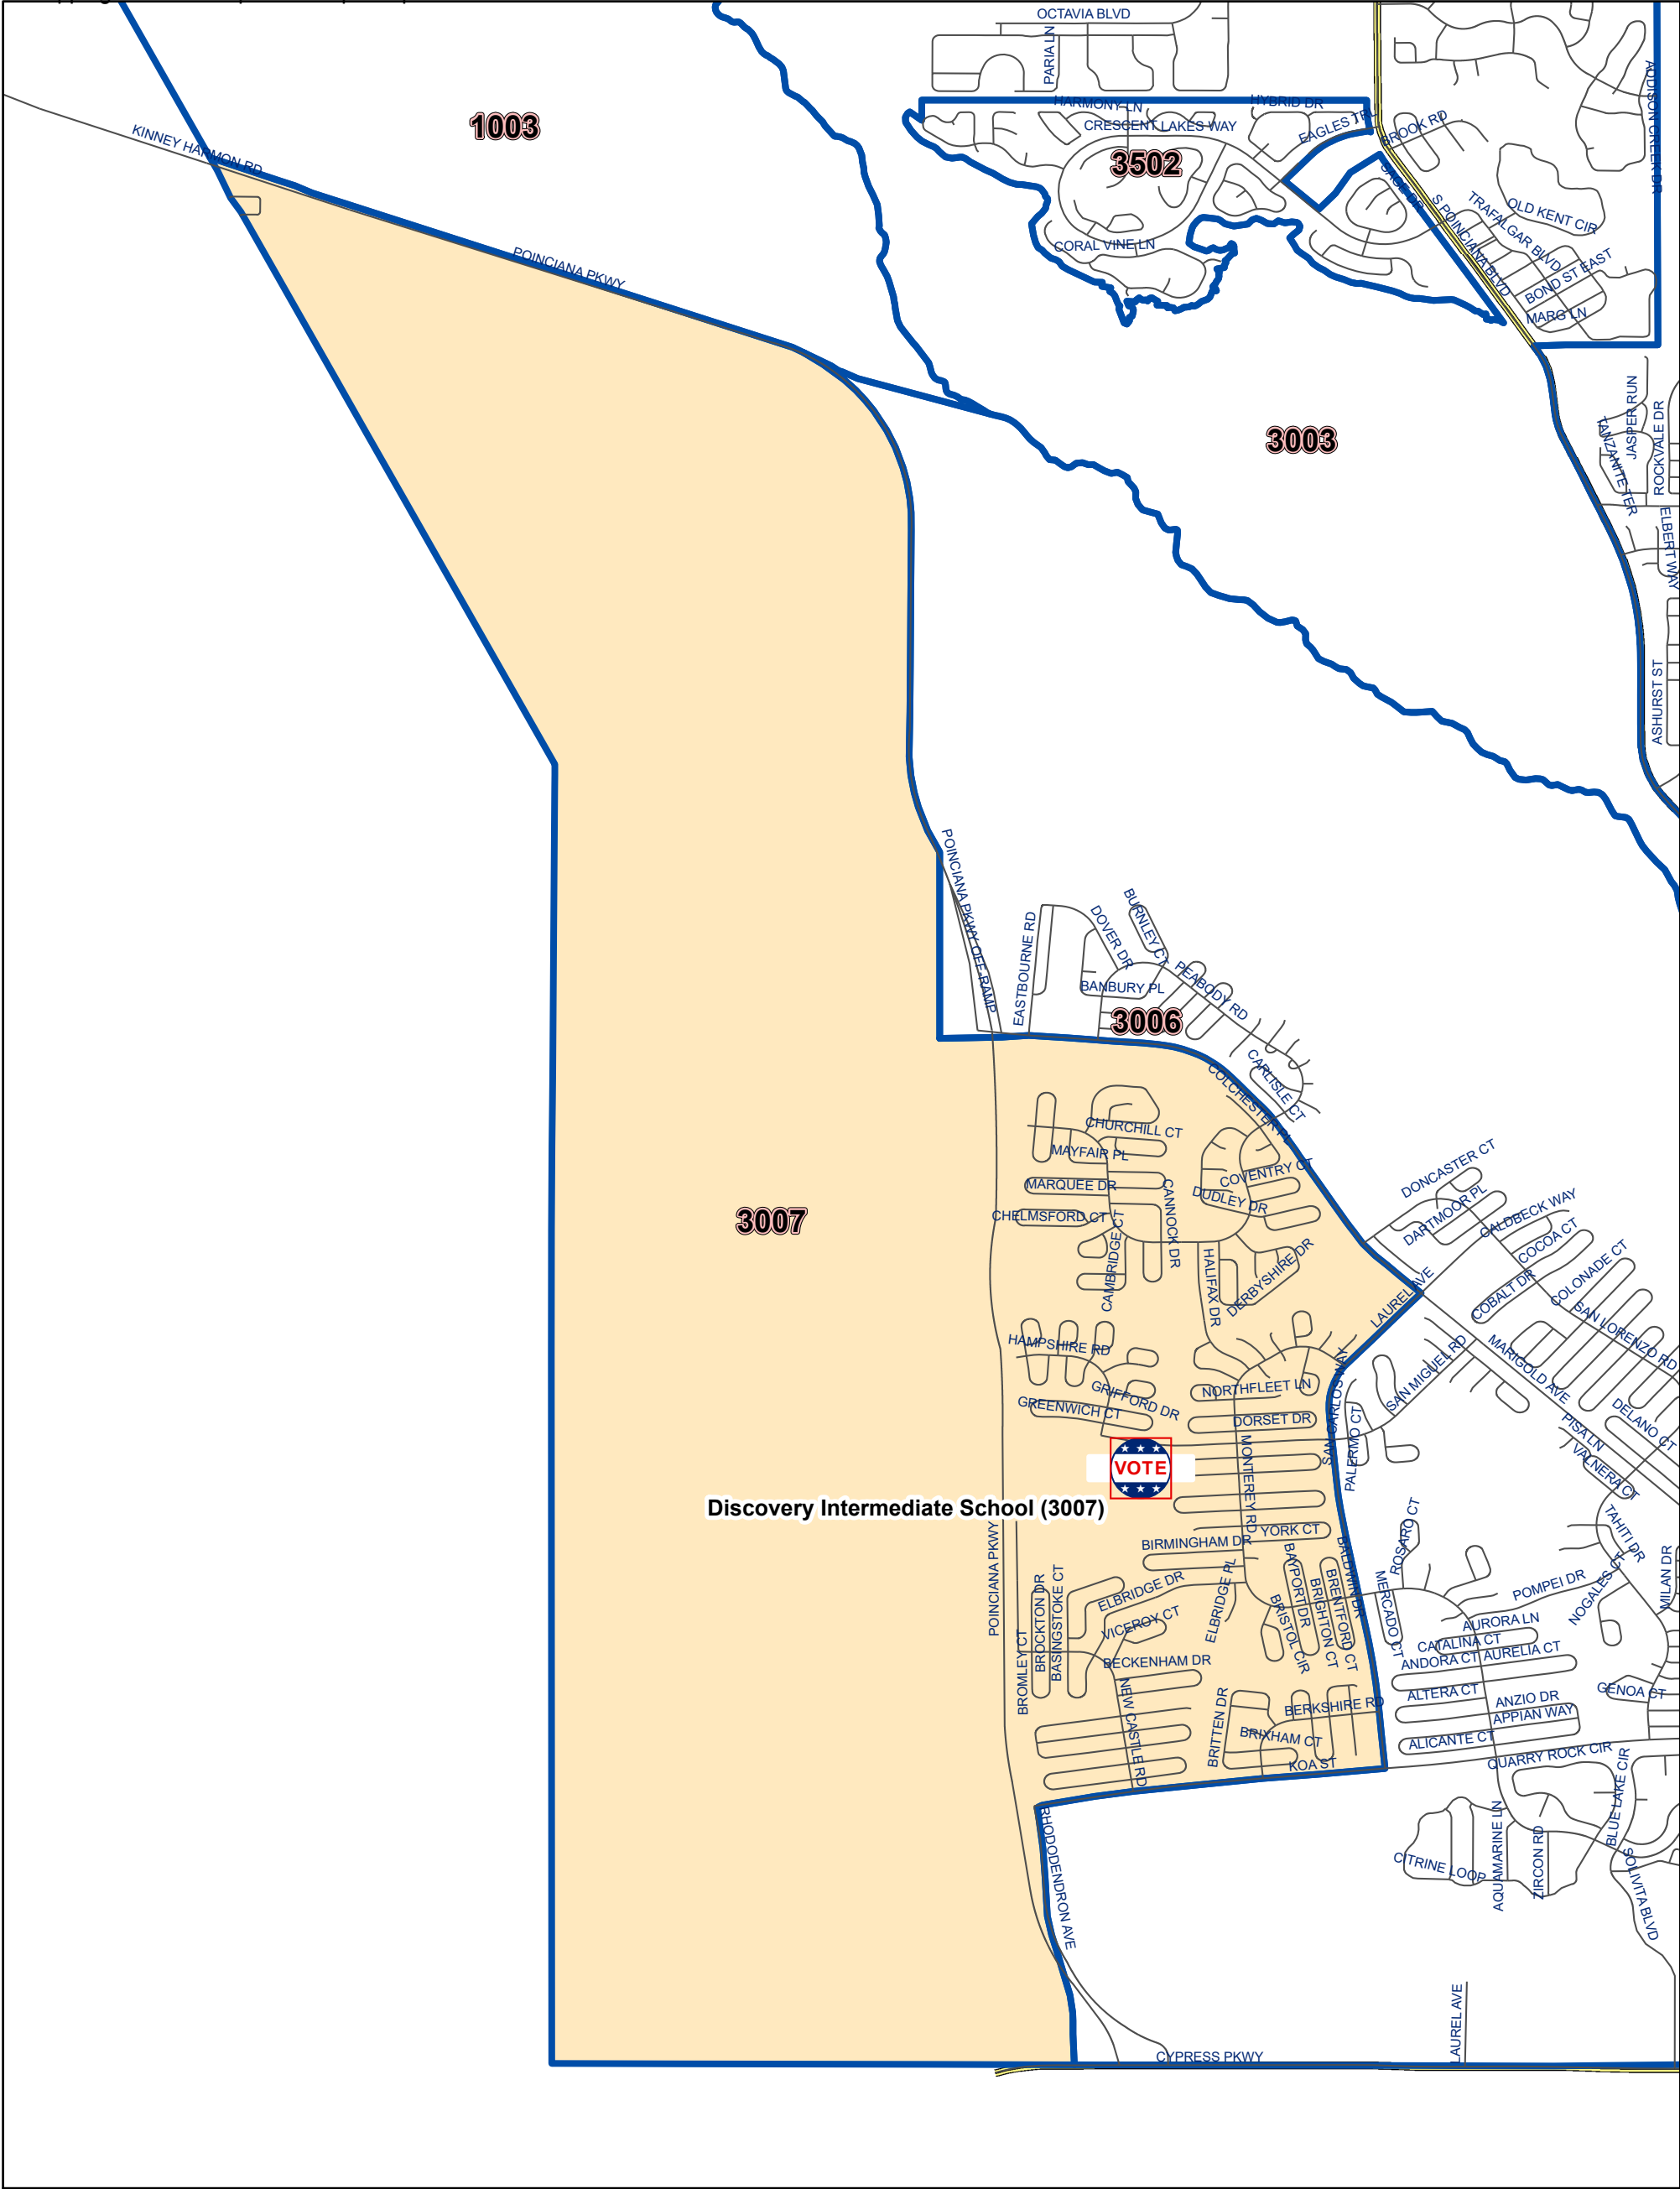 OCTAVIA BLVD
PARIA LN
ADDISON CREEK DR
HARMONY LN
HYBRID DR
CRESCENT LAKES WAY
EAGLES TRL
BROOK RD
1003
KINNEY HARMON RD
3502
SAGE DR
S POINCIANA BLVD
TRAFALGAR BLVD
OLD KENT CIR
CORAL VINE LN
BOND ST EAST
POINCIANA PKWY
MARG LN
JASPER RUN
TANZANITE TER
ROCKVALE DR
3003
ELBERT WAY
ASHURST ST
POINCIANA PKWY OFF-RAMP
EASTBOURNE RD
DOVER DR
BURNLEY CT
BANBURY PL
PEABODY RD
3006
CARLISLE CT
COLCHESTER PL
CHURCHILL CT
MAYFAIR PL
MARQUEE DR
COVENTRY CT
DUDLEY DR
CHELMSFORD CT
CANNOCK DR
CAMBRIDGE CT
HALIFAX DR
DERBYSHIRE DR
DONCASTER CT
DARTMOOR PL
CALDBECK WAY
COCOA CT
COBALT DR
COLONADE CT
3007
LAUREL AVE
SAN LORENZO RD
HAMPSHIRE RD
MARIGOLD AVE
SAN MIGUEL RD
GRIFFORD DR
GREENWICH CT
NORTHFLEET LN
DORSET DR
SAN CARLOS WAY
PALERMO CT
DELANO CT
PISA LN
VALNERA CT
MONTEREY RD
VOTE
Discovery Intermediate School (3007)
POINCIANA PKWY
YORK CT
BIRMINGHAM DR
ROSARO CT
TAHITI DR
MILAN DR
BALDWIN DR
BROCKTON DR
BASINGSTOKE CT
BROMLEY CT
ELBRIDGE DR
VICEROY CT
ELBRIDGE PL
BAYPORT DR
BRISTOL CIR
BRIGHTON CT
BRENTFORD CT
MERCADO CT
POMPEI DR
NOGALES CT
AURORA LN
CATALINA CT
ANDORA CT
AURELIA CT
BECKENHAM DR
NEW CASTLE RD
BRITTEN DR
BERKSHIRE RD
BRIXHAM CT
KOA ST
ALTERA CT
ANZIO DR
APPIAN WAY
GENOA CT
ALICANTE CT
QUARRY ROCK CIR
BLUE LAKE CIR
RHODODENDRON AVE
CITRINE LOOP
AQUAMARINE LN
ZIRCON RD
SOLIVITA BLVD
LAUREL AVE
CYPRESS PKWY